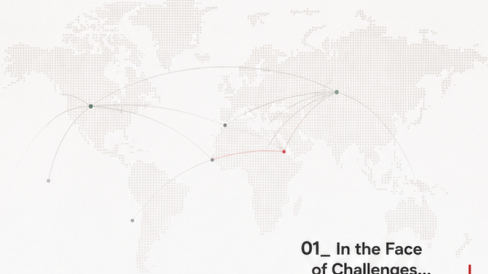 01_ In the Face
of Challenges...